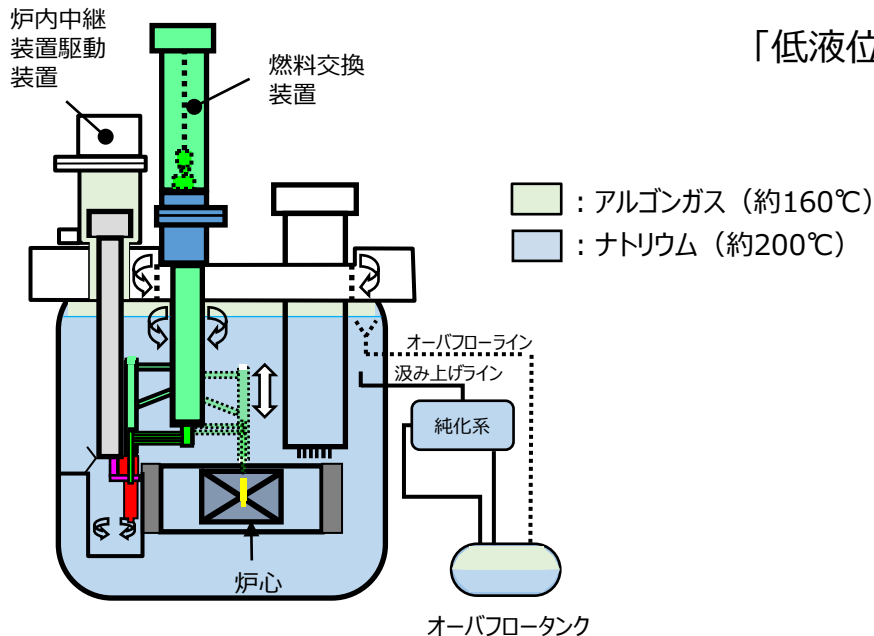 炉内中継
装置駆動
装置
燃料交換
装置
「低液位
：アルゴンガス（約160℃）
：ナトリウム（約200℃）
オーバフローライン
汲み上げライン
純化系
炉心
オーバフロータンク